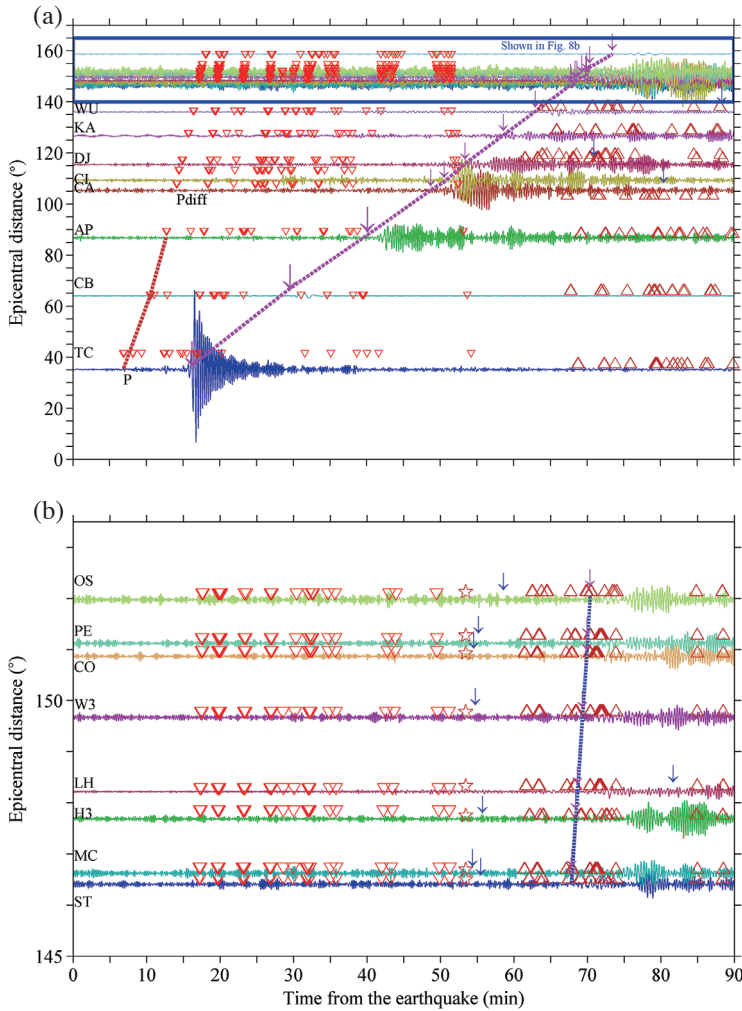 (a)
Shown in Fig. 8b
160
140
120
100
80
60
40
20
0
Epicentral distance (°)
WU
KA
DJ
CI
CA
Pdiff
AP
CB
TC
P
(b)
OS
PE
CO
150
W3
LH
H3
MC
ST
145
Epicentral distance (°)
0 10 20 30 40 50 60 70 80 90
Time from the earthquake (min)